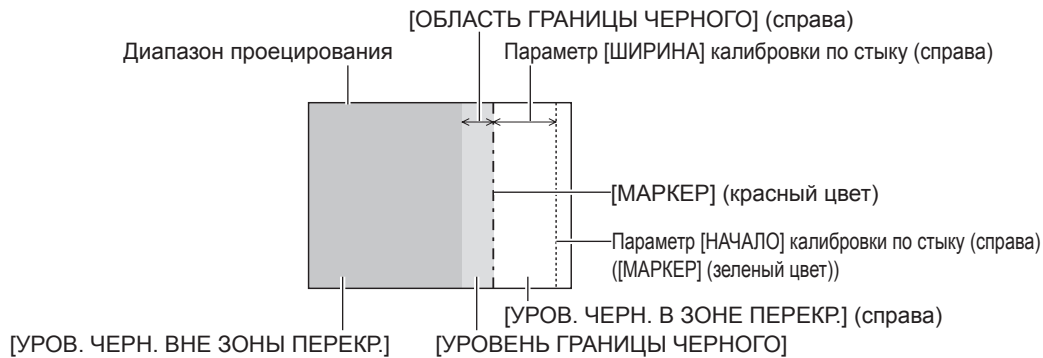 [ОБЛАСТЬ ГРАНИЦЫ ЧЕРНОГО] (справа)
Диапазон проецирования
Параметр [ШИРИНА] калибровки по стыку (справа)
[МАРКЕР] (красный цвет)
Параметр [НАЧАЛО] калибровки по стыку (справа)
([МАРКЕР] (зеленый цвет))
[УРОВ. ЧЕРН. В ЗОНЕ ПЕРЕКР.] (справа)
[УРОВ. ЧЕРН. ВНЕ ЗОНЫ ПЕРЕКР.]
[УРОВЕНЬ ГРАНИЦЫ ЧЕРНОГО]